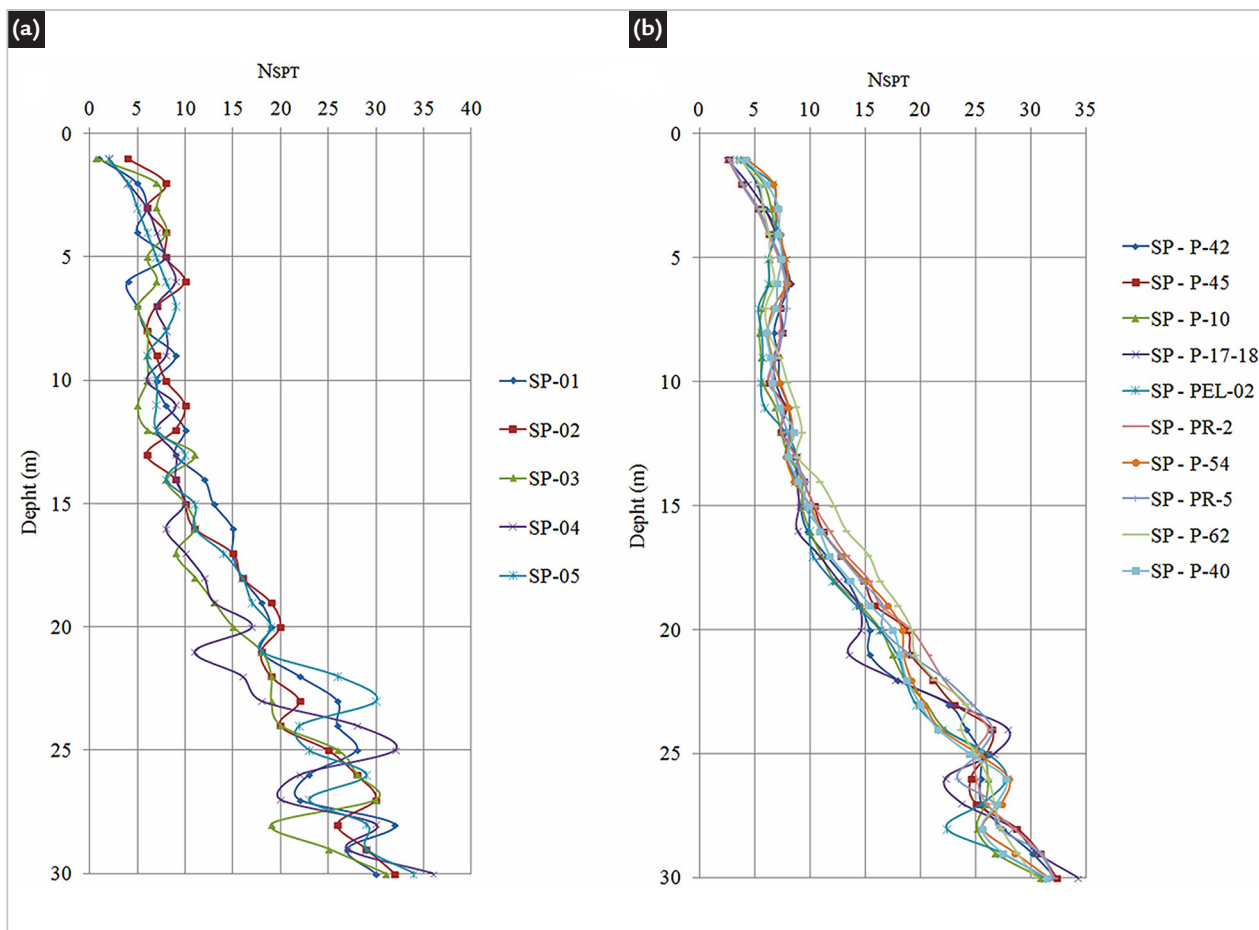 (a)
NSPT
0 5 10 15 20 25 30 35 40
0
5
10
15
20
25
30
Depht (m)
SP-01
SP-02
SP-03
SP-04
SP-05
(b)
NSPT
0 5 10 15 20 25 30 35
0
5
10
15
20
25
30
Depht (m)
SP - P-42
SP - P-45
SP - P-10
SP - P-17-18
SP - PEL-02
SP - PR-2
SP - P-54
SP - PR-5
SP - P-62
SP - P-40